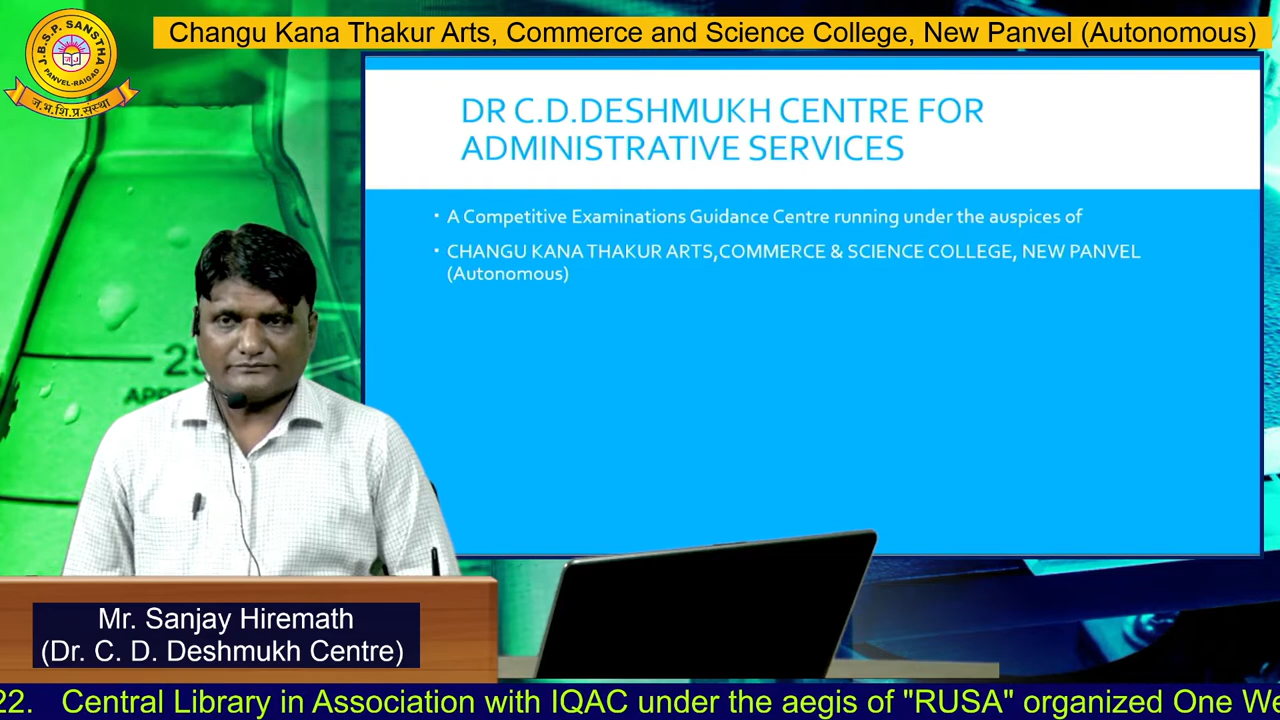 Changu Kana Thakur Arts, Commerce and Science College, New Panvel (Autonomous)
J.B.S.P. SANSTHA
PANVEL-RAIGAD
ज.भ.शि.प्र.संस्था
DR C.D.DESHMUKH CENTRE FOR
ADMINISTRATIVE SERVICES
A Competitive Examinations Guidance Centre running under the auspices of
CHANGU KANA THAKUR ARTS,COMMERCE & SCIENCE COLLEGE, NEW PANVEL
(Autonomous)
Mr. Sanjay Hiremath
(Dr. C. D. Deshmukh Centre)
22. Central Library in Association with IQAC under the aegis of "RUSA" organized One We